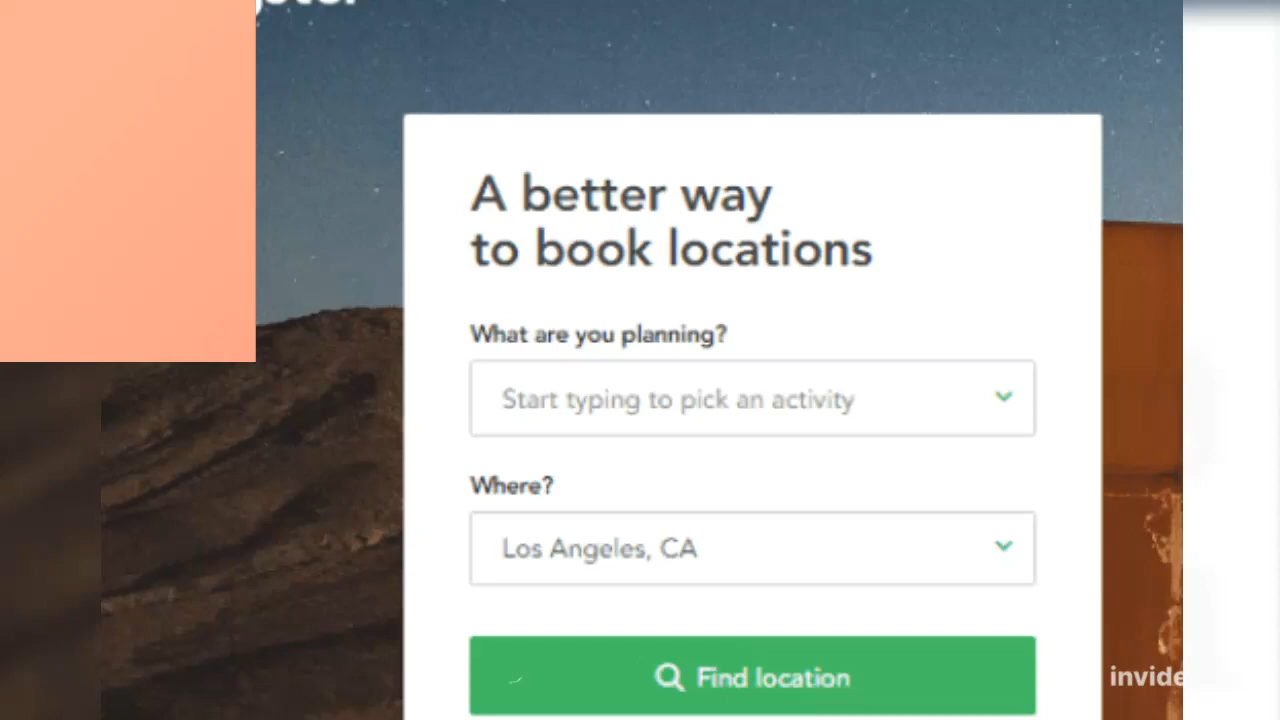 A better way
to book locations
What are you planning?
Start typing to pick an activity
Where?
Los Angeles, CA
Find location
invide